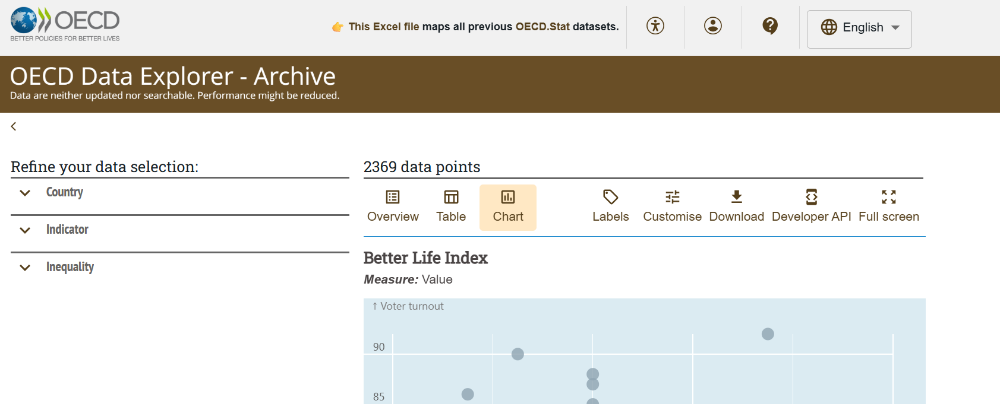 OECD
BETTER POLICIES FOR BETTER LIVES
👉 This Excel file maps all previous OECD.Stat datasets.
English
OECD Data Explorer - Archive
Data are neither updated nor searchable. Performance might be reduced.
Refine your data selection:
Country
Indicator
Inequality
2369 data points
Overview Table Chart Labels Customise Download Developer API Full screen
Better Life Index
Measure: Value
↑ Voter turnout
90
85